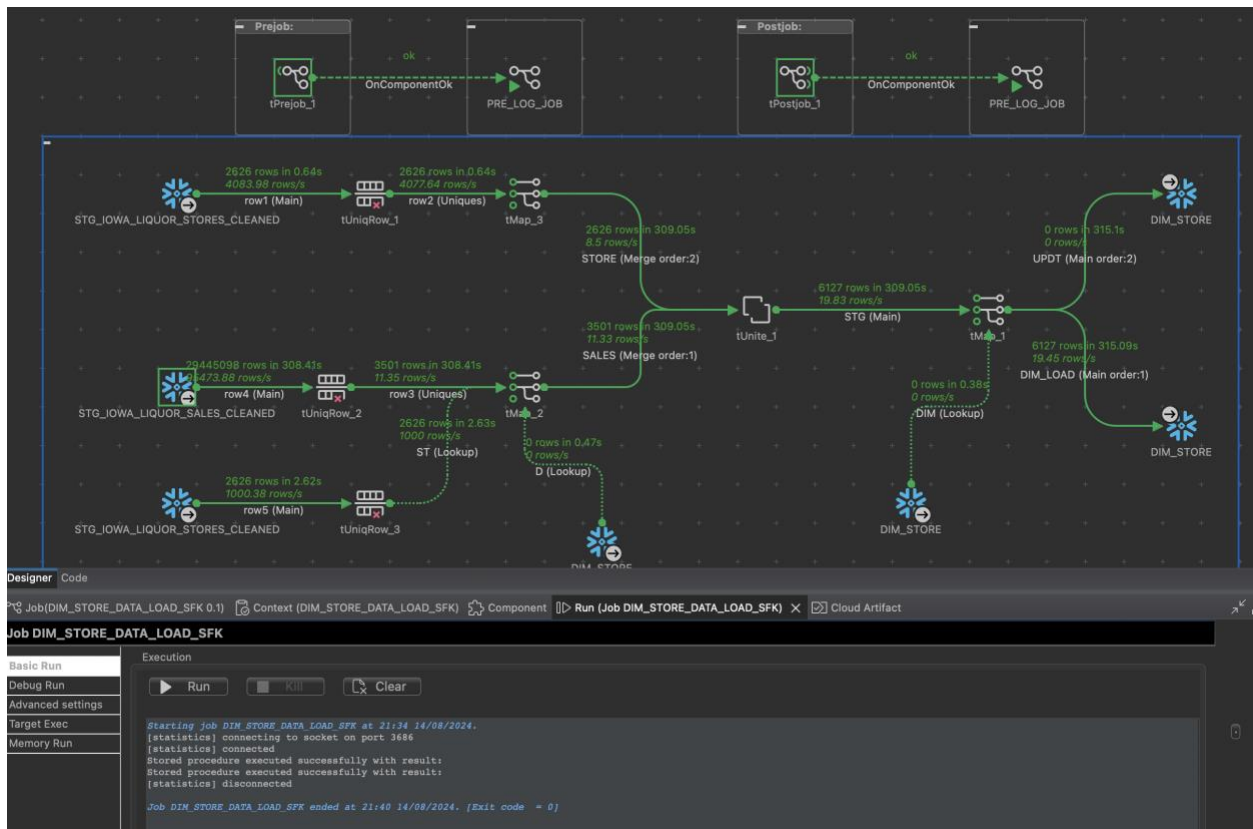 Prejob:
Postjob:
ok
OnComponentOk
tPrejob_1
PRE_LOG_JOB
ok
OnComponentOk
tPostjob_1
PRE_LOG_JOB
2626 rows in 0.64s
4083.98 rows/s
row1 (Main)
STG_IOWA_LIQUOR_STORES_CLEANED
tUniqRow_1
2626 rows in 0.64s
4077.64 rows/s
row2 (Uniques)
tMap_3
2626 rows in 309.05s
8.5 rows/s
STORE (Merge order:2)
0 rows in 315.1s
0 rows/s
UPDT (Main order:2)
DIM_STORE
6127 rows in 309.05s
19.83 rows/s
STG (Main)
tUnite_1
tMap_1
3501 rows in 309.05s
11.33 rows/s
SALES (Merge order:1)
6127 rows in 315.09s
19.45 rows/s
DIM_LOAD (Main order:1)
DIM_STORE
29445098 rows in 308.41s
95473.88 rows/s
row4 (Main)
STG_IOWA_LIQUOR_SALES_CLEANED
tUniqRow_2
3501 rows in 308.41s
11.35 rows/s
row3 (Uniques)
tMap_2
2626 rows in 2.63s
1000 rows/s
ST (Lookup)
0 rows in 0.47s
0 rows/s
D (Lookup)
0 rows in 0.38s
0 rows/s
DIM (Lookup)
2626 rows in 2.62s
1000.38 rows/s
row5 (Main)
STG_IOWA_LIQUOR_STORES_CLEANED
tUniqRow_3
DIM_STORE
DIM_STORE
Designer Code
Job(DIM_STORE_DATA_LOAD_SFK 0.1) Context (DIM_STORE_DATA_LOAD_SFK) Component Run (Job DIM_STORE_DATA_LOAD_SFK) Cloud Artifact
Job DIM_STORE_DATA_LOAD_SFK
Basic Run
Debug Run
Advanced settings
Target Exec
Memory Run
Execution
Run Kill Clear
Starting job DIM_STORE_DATA_LOAD_SFK at 21:34 14/08/2024.
[statistics] connecting to socket on port 3686
[statistics] connected
Stored procedure executed successfully with result:
Stored procedure executed successfully with result:
[statistics] disconnected
Job DIM_STORE_DATA_LOAD_SFK ended at 21:40 14/08/2024. [Exit code = 0]